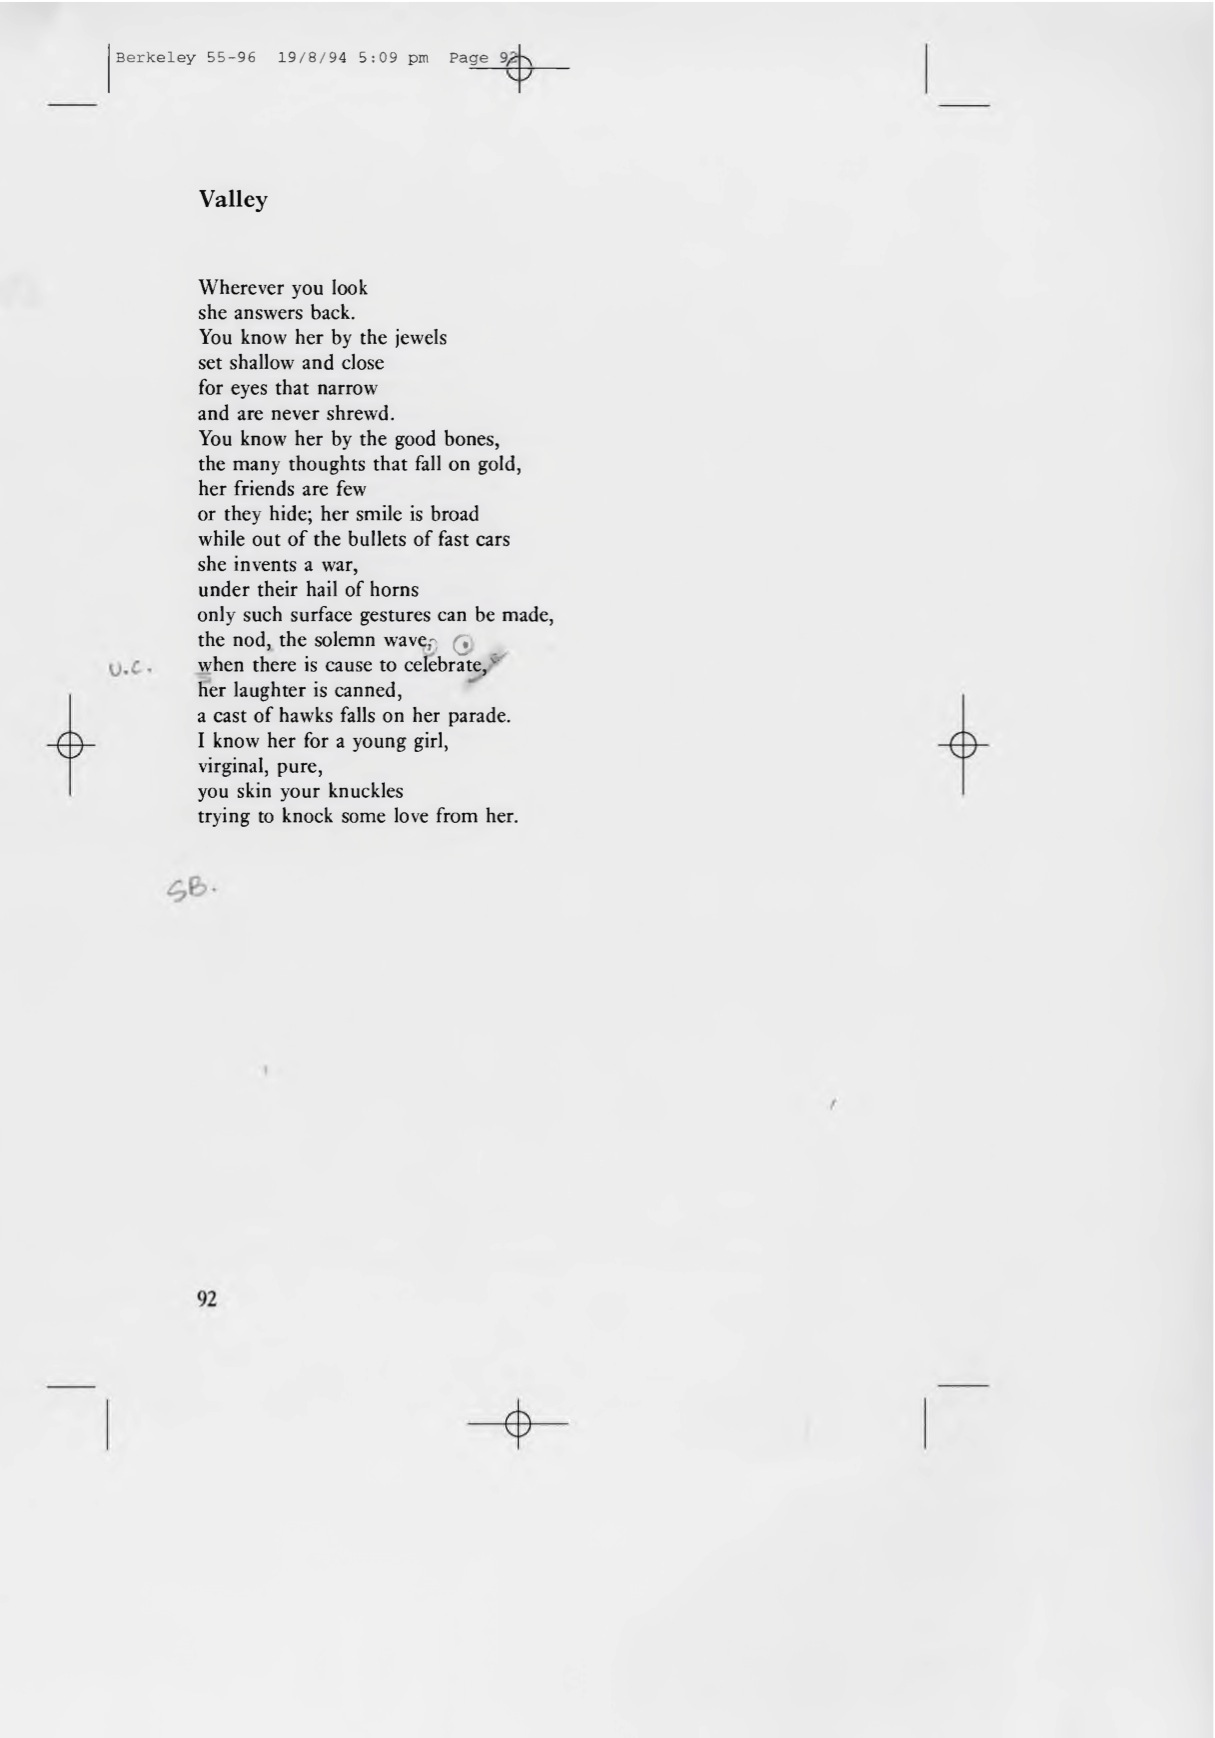 Berkeley 55-96 19/8/94 5:09 pm Page 92
Valley
Wherever you look
she answers back.
You know her by the jewels
set shallow and close
for eyes that narrow
and are never shrewd.
You know her by the good bones,
the many thoughts that fall on gold,
her friends are few
or they hide; her smile is broad
while out of the bullets of fast cars
she invents a war,
under their hail of horns
only such surface gestures can be made,
the nod, the solemn wave;
u.c. when there is cause to celebrate,
her laughter is canned,
a cast of hawks falls on her parade.
I know her for a young girl,
virginal, pure,
you skin your knuckles
trying to knock some love from her.
SB.
92